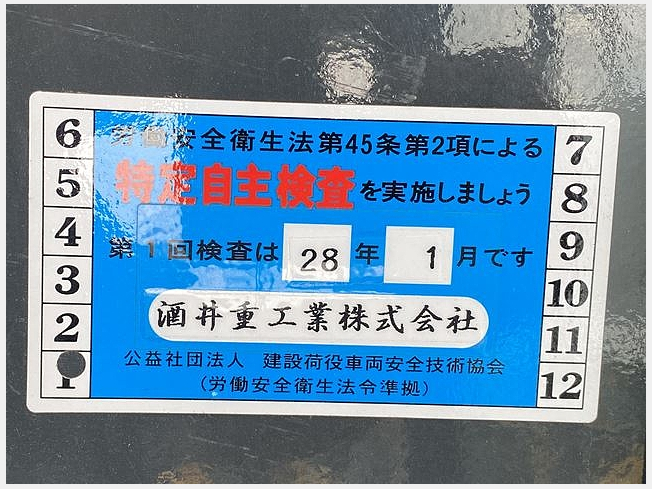 労働安全衛生法第45条第2項による
特定自主検査を実施しましょう
第1回検査は28年1月です
酒井重工業株式会社
公益社団法人 建設荷役車両安全技術協会
(労働安全衛生法令準拠)
6
5
4
3
2
1
7
8
9
10
11
12